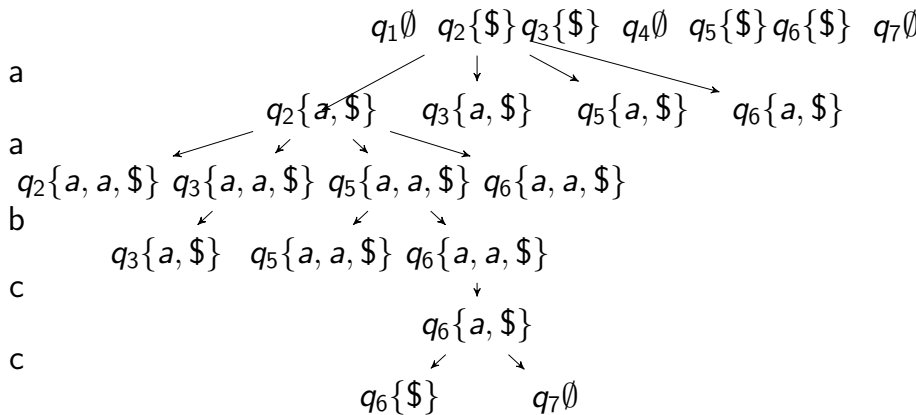 q₁∅ q₂{$} q₃{$} q₄∅ q₅{$} q₆{$} q₇∅
a
q₂{a, $} q₃{a, $} q₅{a, $} q₆{a, $}
a
q₂{a, a, $} q₃{a, a, $} q₅{a, a, $} q₆{a, a, $}
b
q₃{a, $} q₅{a, a, $} q₆{a, a, $}
c
q₆{a, $}
c
q₆{$} q₇∅